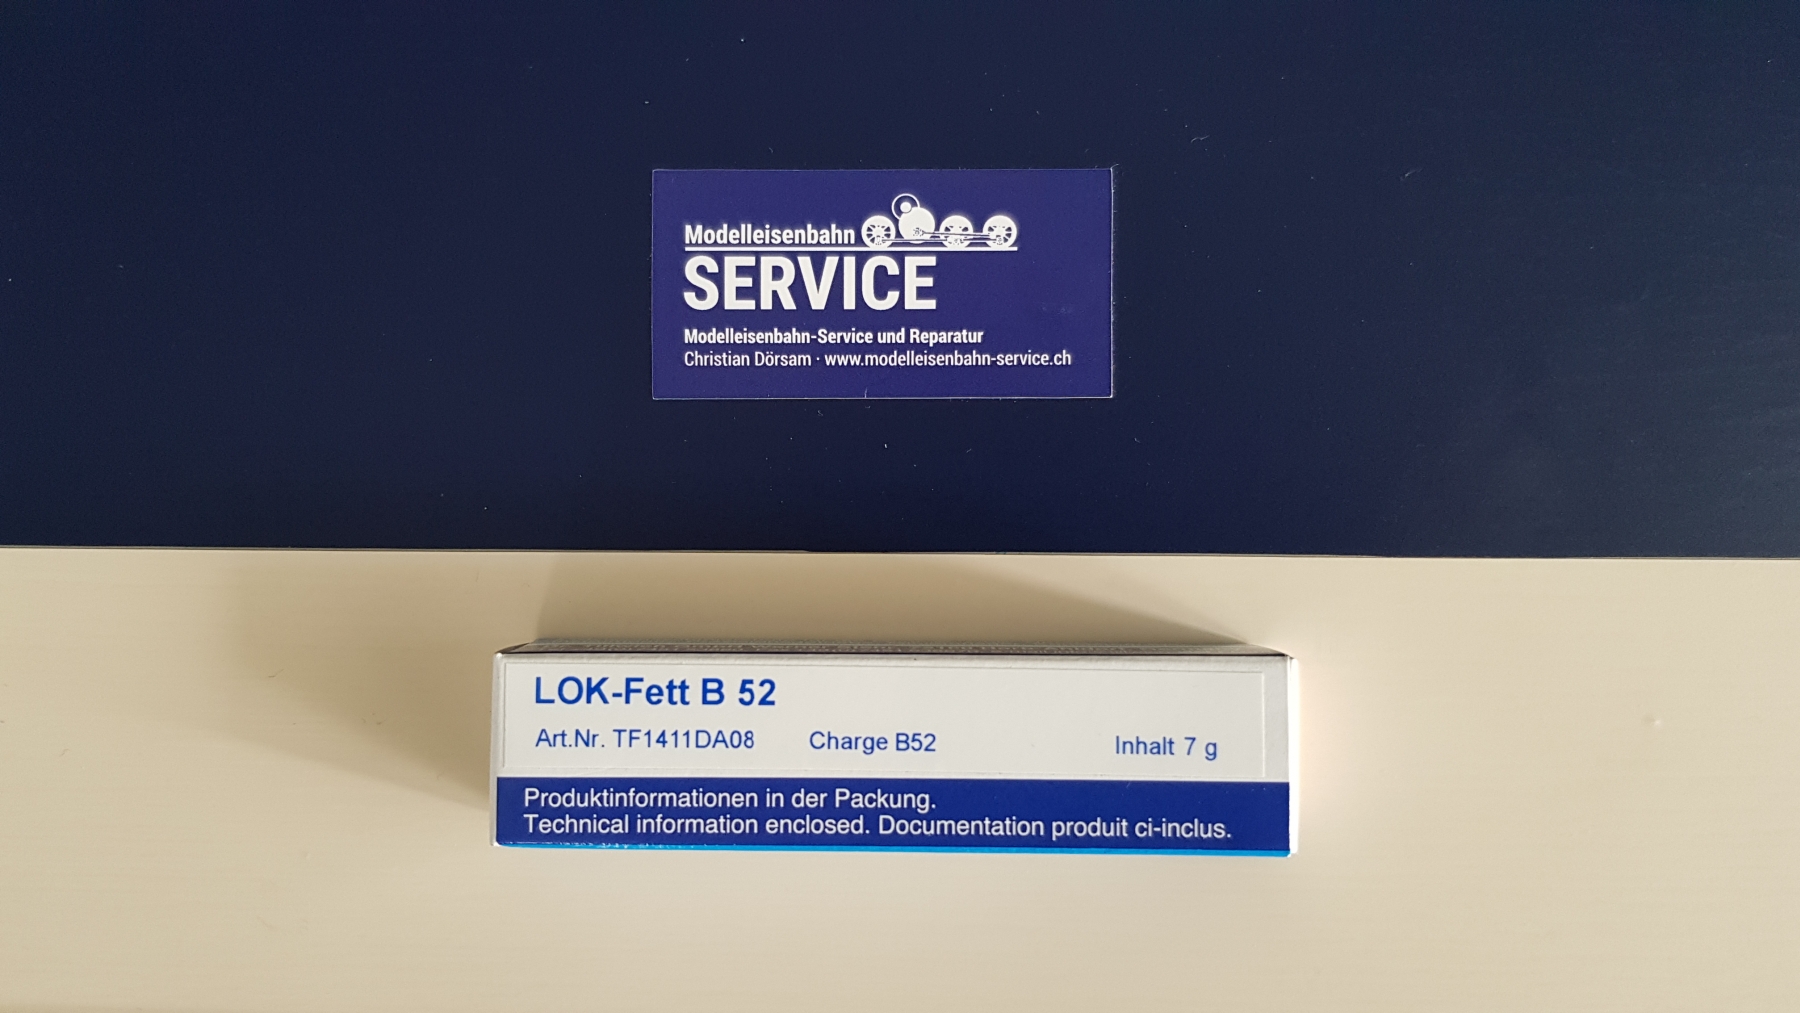 Modelleisenbahn
SERVICE
Modelleisenbahn-Service und Reparatur
Christian Dörsam · www.modelleisenbahn-service.ch
LOK-Fett B 52
Art.Nr. TF1411DA08 Charge B52 Inhalt 7 g
Produktinformationen in der Packung.
Technical information enclosed. Documentation produit ci-inclus.